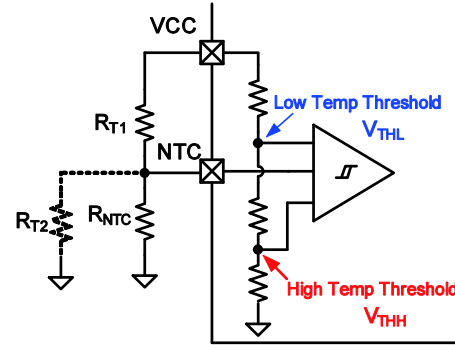 VCC
Low Temp Threshold
RT1
VTHL
NTC
RT2
RNTC
High Temp Threshold
VTHH